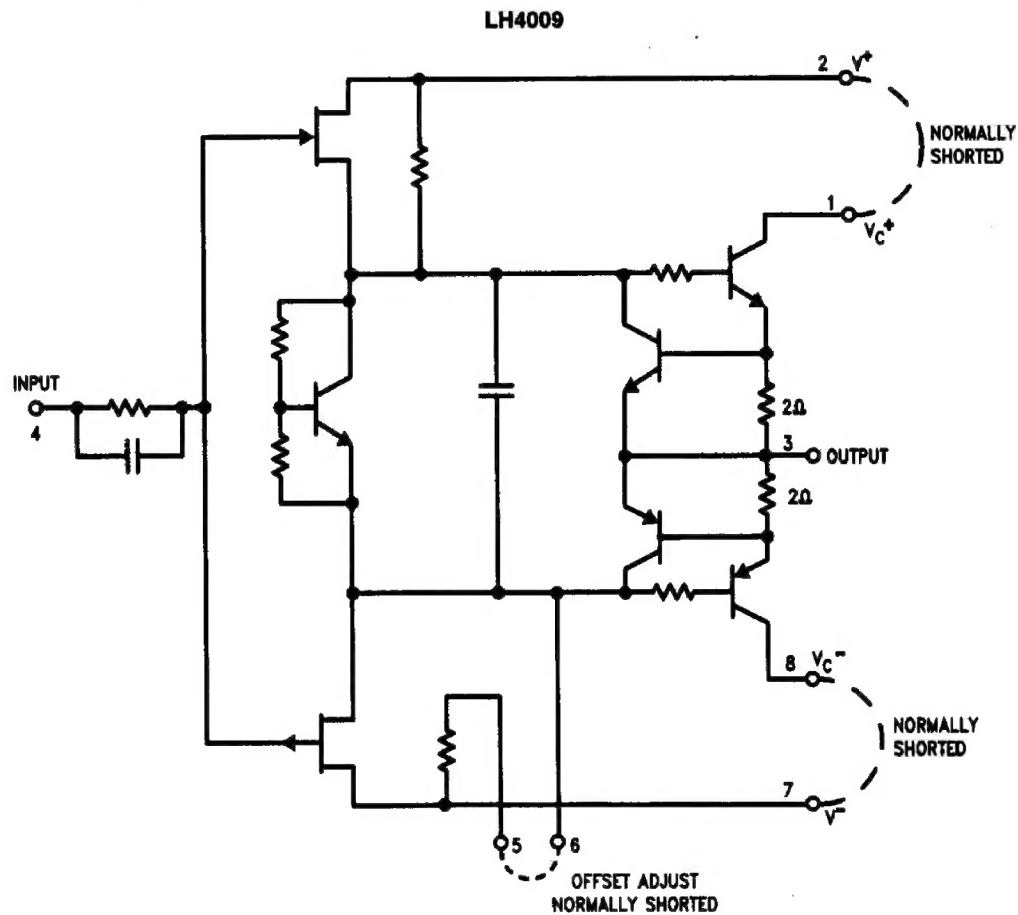 LH4009
2 V+
NORMALLY
SHORTED
1
VC+
INPUT
4
2Ω
3 OUTPUT
2Ω
8 VC-
NORMALLY
SHORTED
7
V-
5 6
OFFSET ADJUST
NORMALLY SHORTED